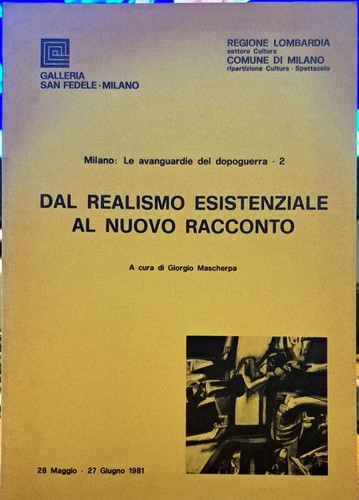 GALLERIA
SAN FEDELE - MILANO
REGIONE LOMBARDIA
settore Cultura
COMUNE DI MILANO
ripartizione Cultura - Spettacolo
Milano: Le avanguardie del dopoguerra - 2
DAL REALISMO ESISTENZIALE
AL NUOVO RACCONTO
A cura di Giorgio Mascherpa
28 Maggio - 27 Giugno 1981